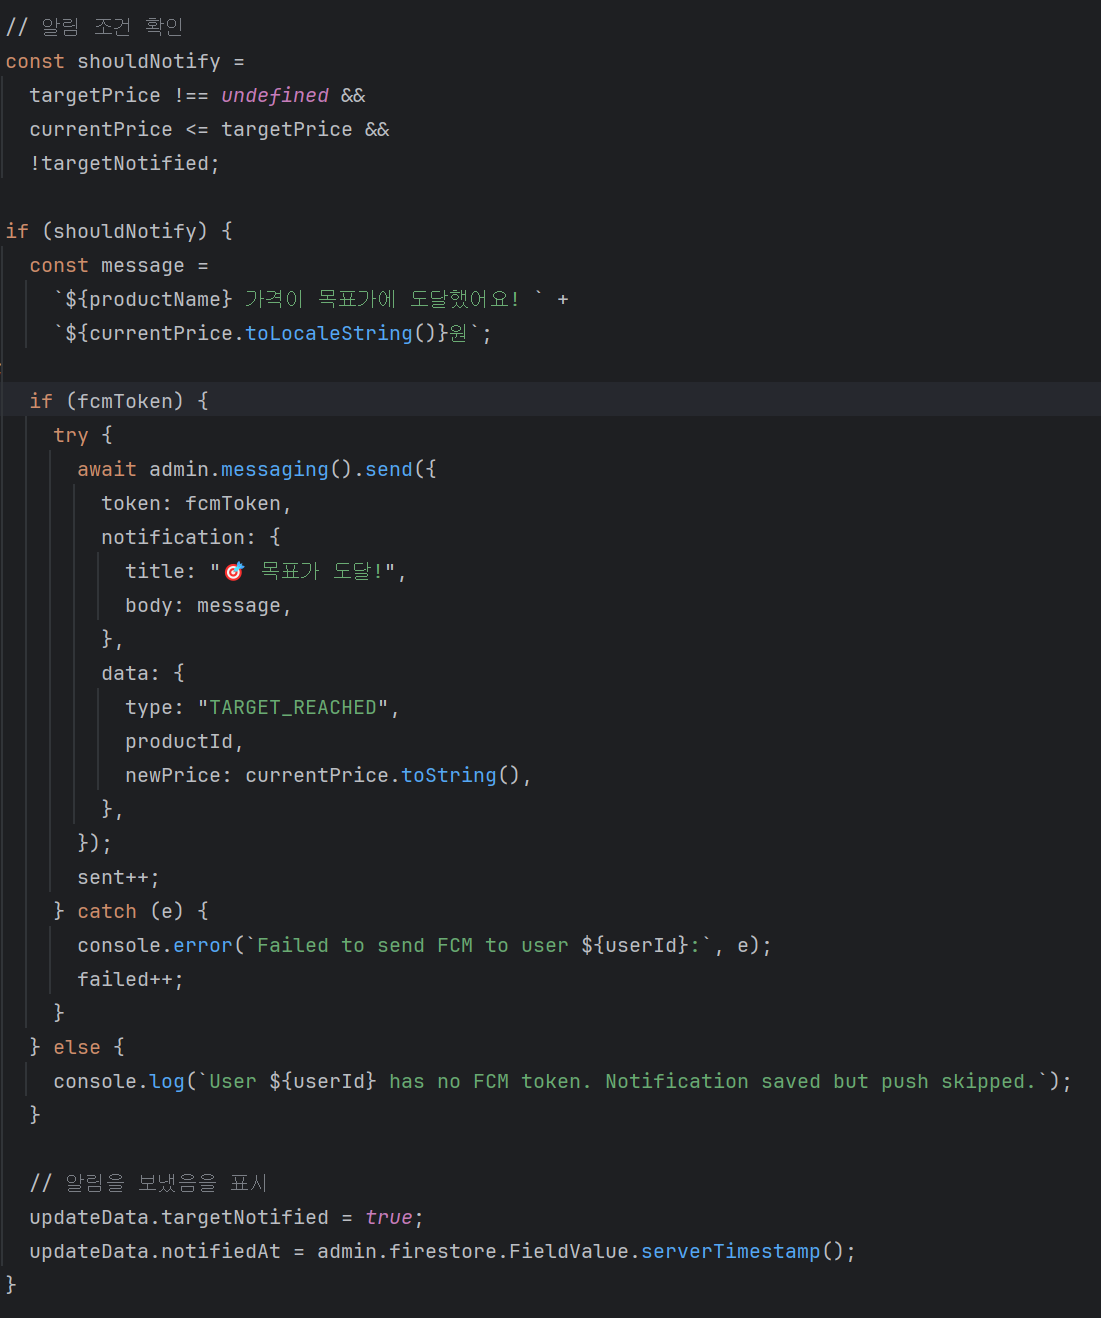 // 알림 조건 확인
const shouldNotify =
  targetPrice !== undefined &&
  currentPrice <= targetPrice &&
  !targetNotified;

if (shouldNotify) {
  const message =
    `${productName} 가격이 목표가에 도달했어요! ` +
    `${currentPrice.toLocaleString()}원`;

  if (fcmToken) {
    try {
      await admin.messaging().send({
        token: fcmToken,
        notification: {
          title: "🎯 목표가 도달!",
          body: message,
        },
        data: {
          type: "TARGET_REACHED",
          productId,
          newPrice: currentPrice.toString(),
        },
      });
      sent++;
    } catch (e) {
      console.error(`Failed to send FCM to user ${userId}:`, e);
      failed++;
    }
  } else {
    console.log(`User ${userId} has no FCM token. Notification saved but push skipped.`);
  }

  // 알림을 보냈음을 표시
  updateData.targetNotified = true;
  updateData.notifiedAt = admin.firestore.FieldValue.serverTimestamp();
}